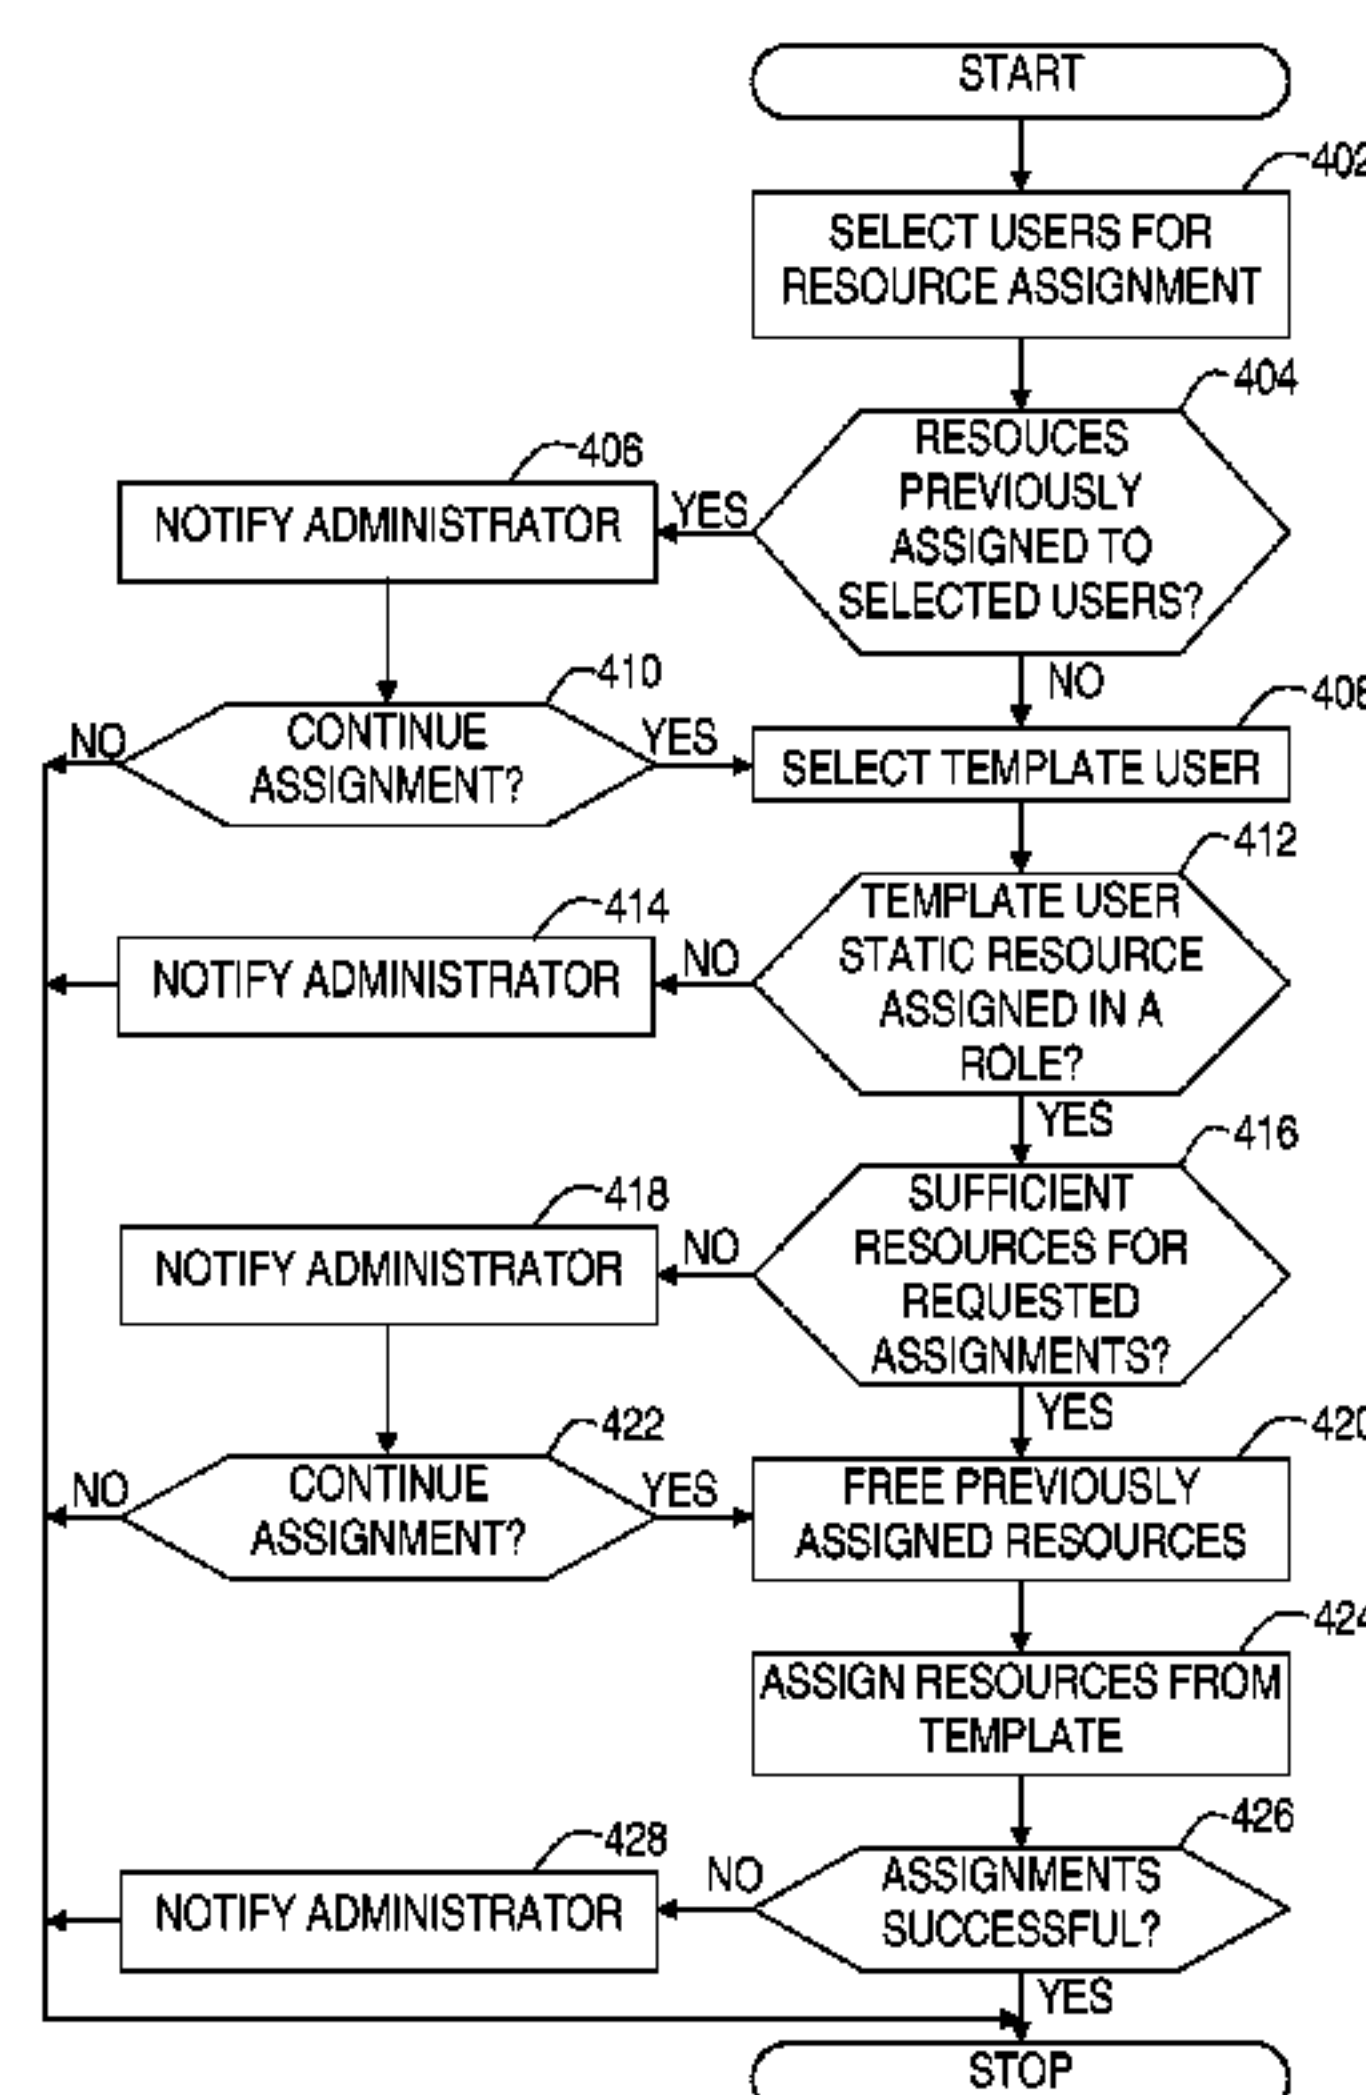 START
402
SELECT USERS FOR
RESOURCE ASSIGNMENT
404
RESOUCES
PREVIOUSLY
ASSIGNED TO
SELECTED USERS?
YES
406
NOTIFY ADMINISTRATOR
NO
408
SELECT TEMPLATE USER
410
CONTINUE
ASSIGNMENT?
NO
YES
412
TEMPLATE USER
STATIC RESOURCE
ASSIGNED IN A
ROLE?
NO
414
NOTIFY ADMINISTRATOR
YES
416
SUFFICIENT
RESOURCES FOR
REQUESTED
ASSIGNMENTS?
NO
418
NOTIFY ADMINISTRATOR
YES
420
FREE PREVIOUSLY
ASSIGNED RESOURCES
422
CONTINUE
ASSIGNMENT?
NO
YES
424
ASSIGN RESOURCES FROM
TEMPLATE
426
ASSIGNMENTS
SUCCESSFUL?
NO
428
NOTIFY ADMINISTRATOR
YES
STOP